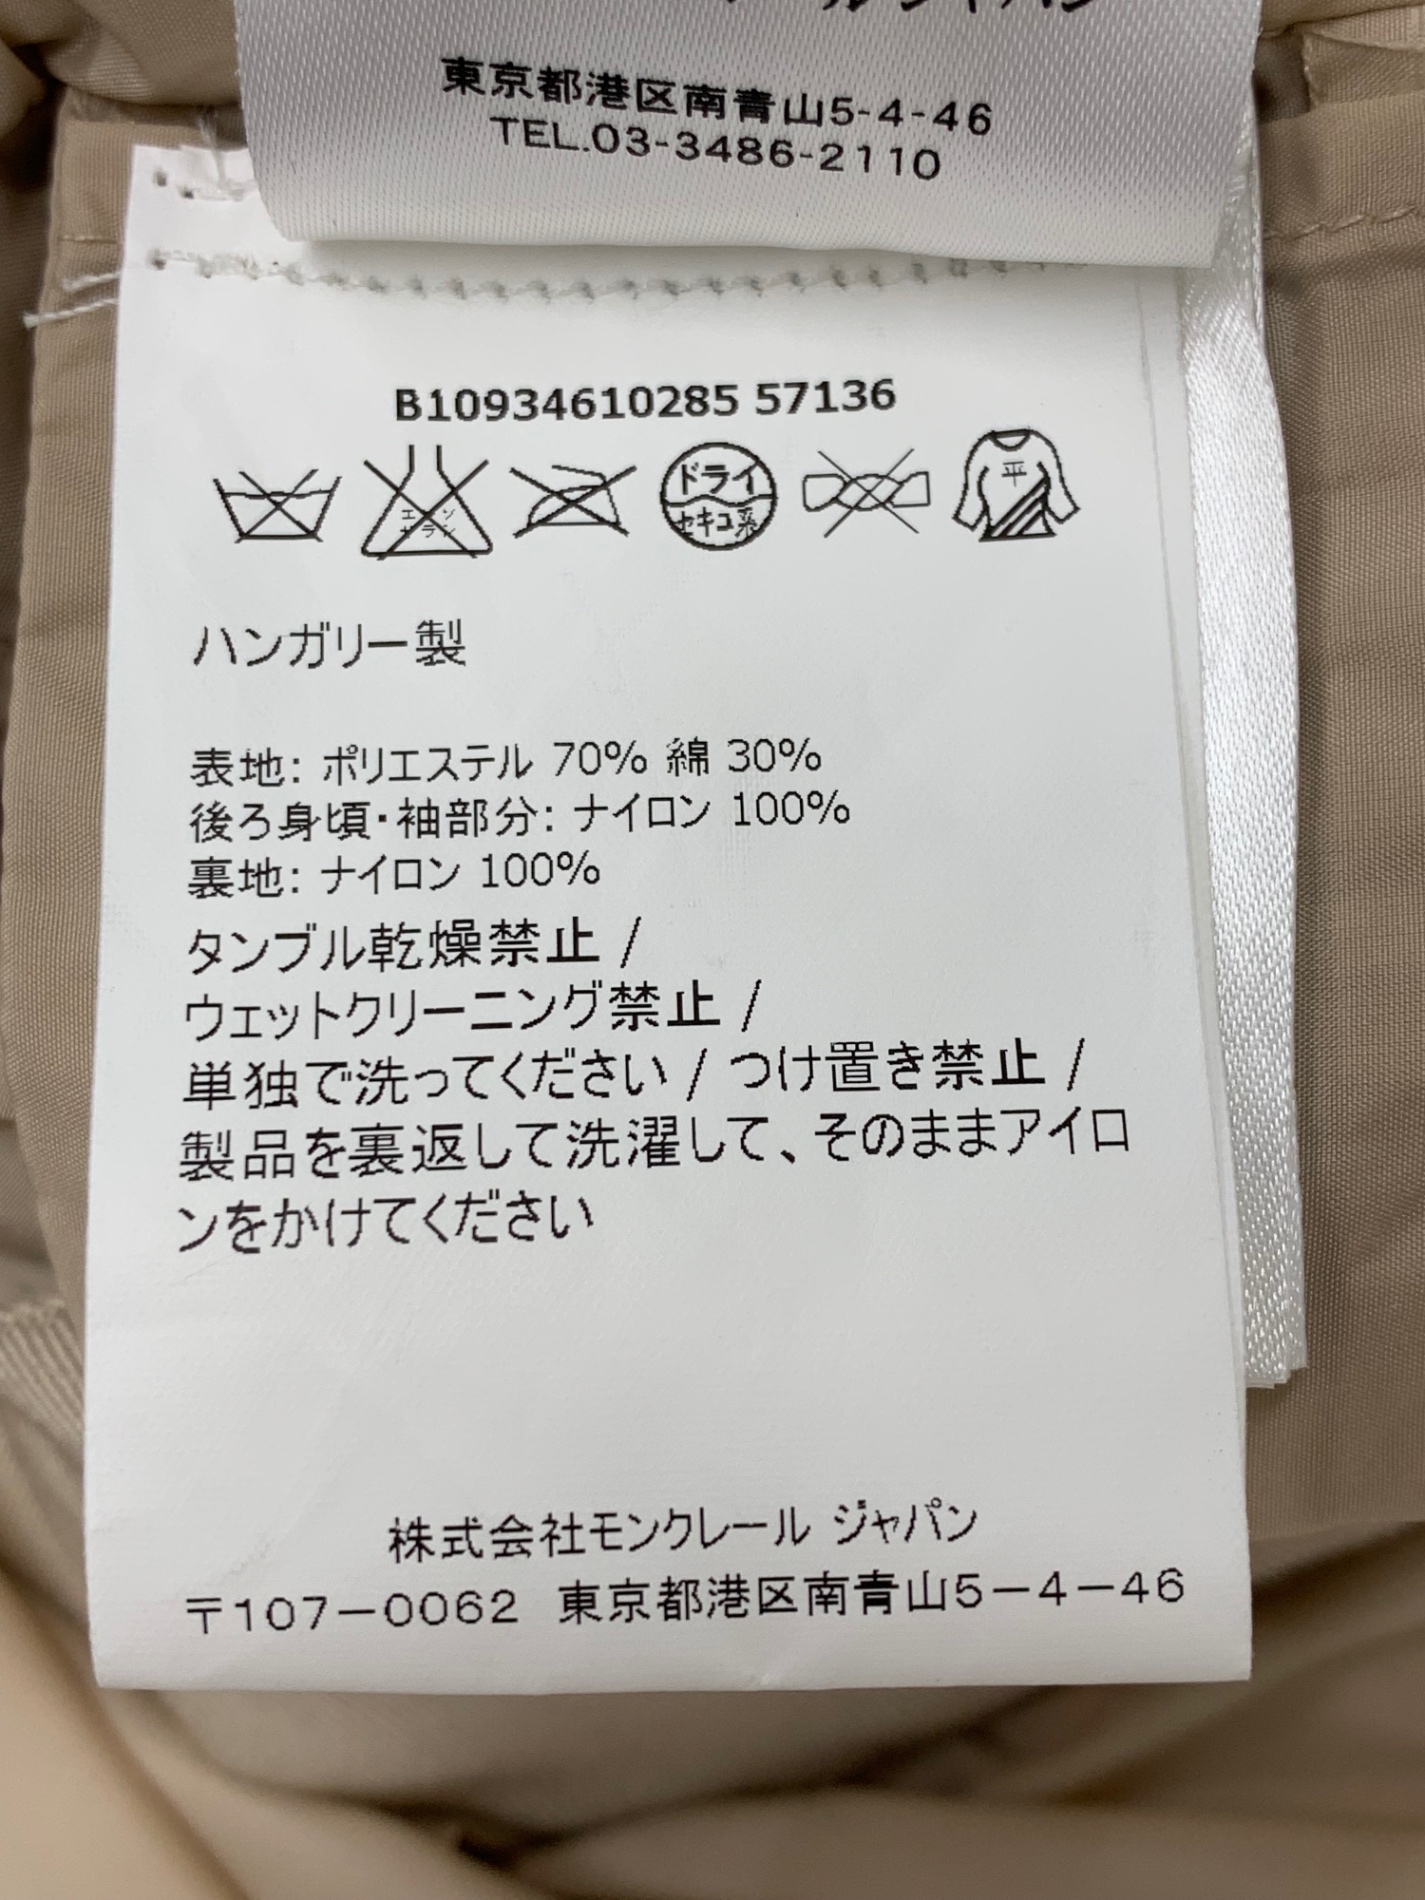 東京都港区南青山5-4-46
TEL.03-3486-2110
B10934610285 57136
エンソ
サラン
ドライ
セキユ系
平
ハンガリー製
表地: ポリエステル 70% 綿 30%
後ろ身頃・袖部分: ナイロン 100%
裏地: ナイロン 100%
タンブル乾燥禁止 /
ウェットクリーニング禁止 /
単独で洗ってください / つけ置き禁止 /
製品を裏返して洗濯して、そのままアイロ
ンをかけてください
株式会社モンクレール ジャパン
〒107-0062 東京都港区南青山5-4-46